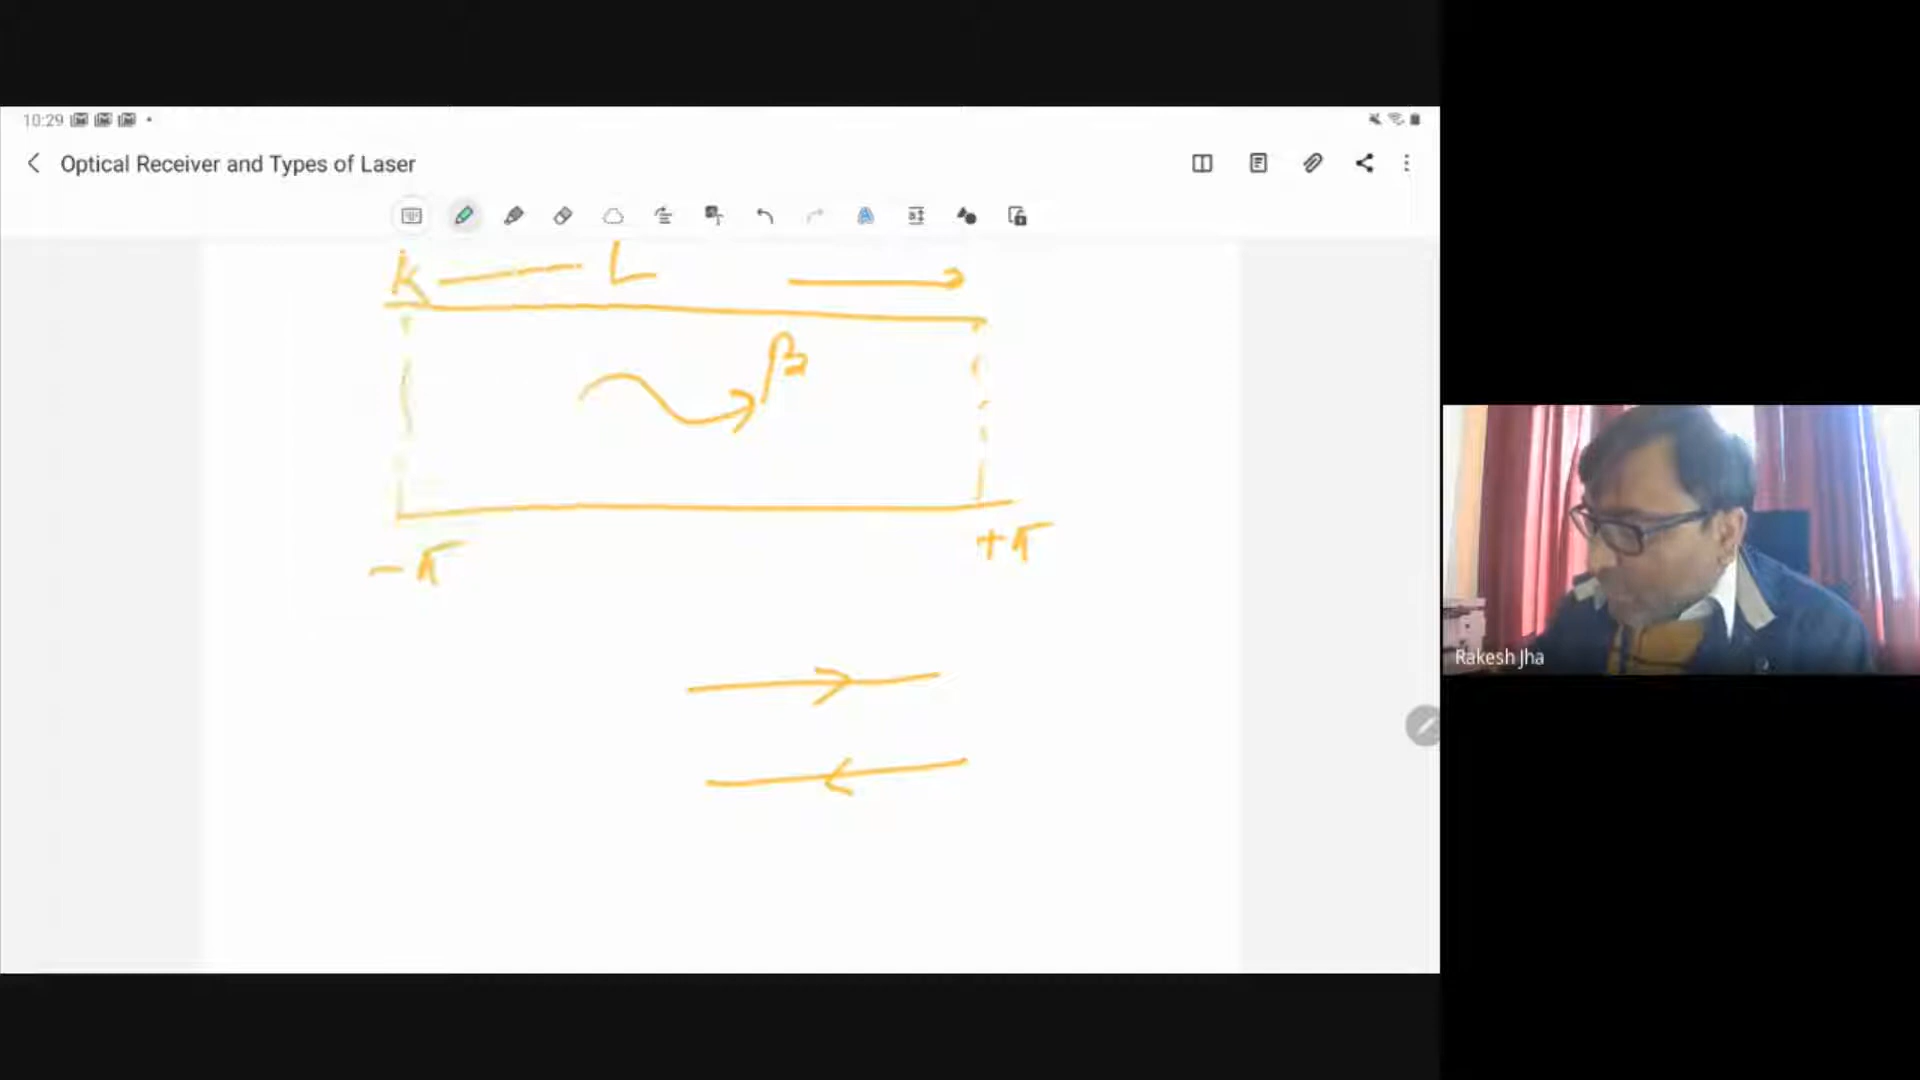 10:29
Optical Receiver and Types of Laser
K L
β
-π
+π
Rakesh Jha